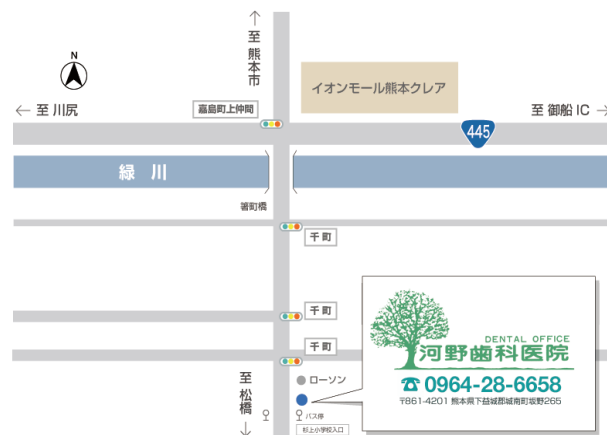 ↑
至熊本市
N
イオンモール熊本クレア
← 至 川尻
嘉島町上仲間
至 御船 IC →
445
緑 川
箸町橋
千 町
千 町
千 町
DENTAL OFFICE
河野歯科医院
☎ 0964-28-6658
〒861-4201 熊本県下益城郡城南町坂野265
ローソン
至松橋
↓
バス停
杉上小学校入口